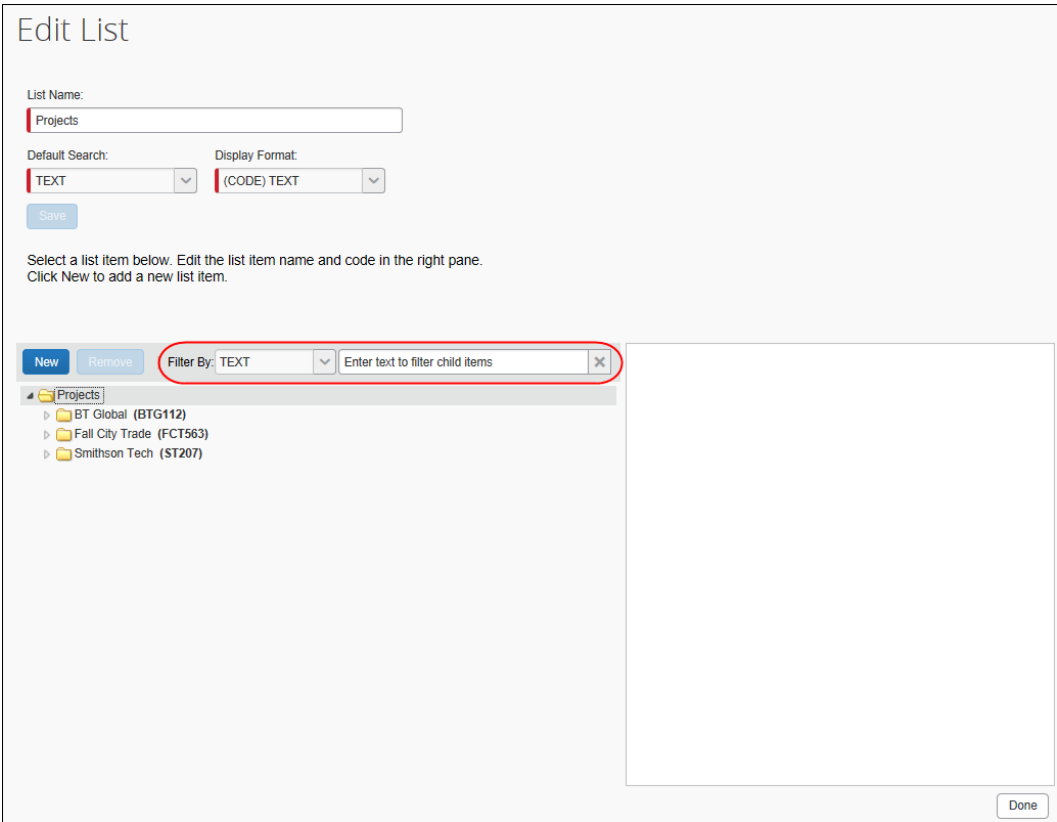 Edit List
List Name:
Projects
Default Search: Display Format:
TEXT (CODE) TEXT
Save
Select a list item below. Edit the list item name and code in the right pane.
Click New to add a new list item.
New Remove Filter By: TEXT Enter text to filter child items
Projects
BT Global (BTG112)
Fall City Trade (FCT563)
Smithson Tech (ST207)
Done